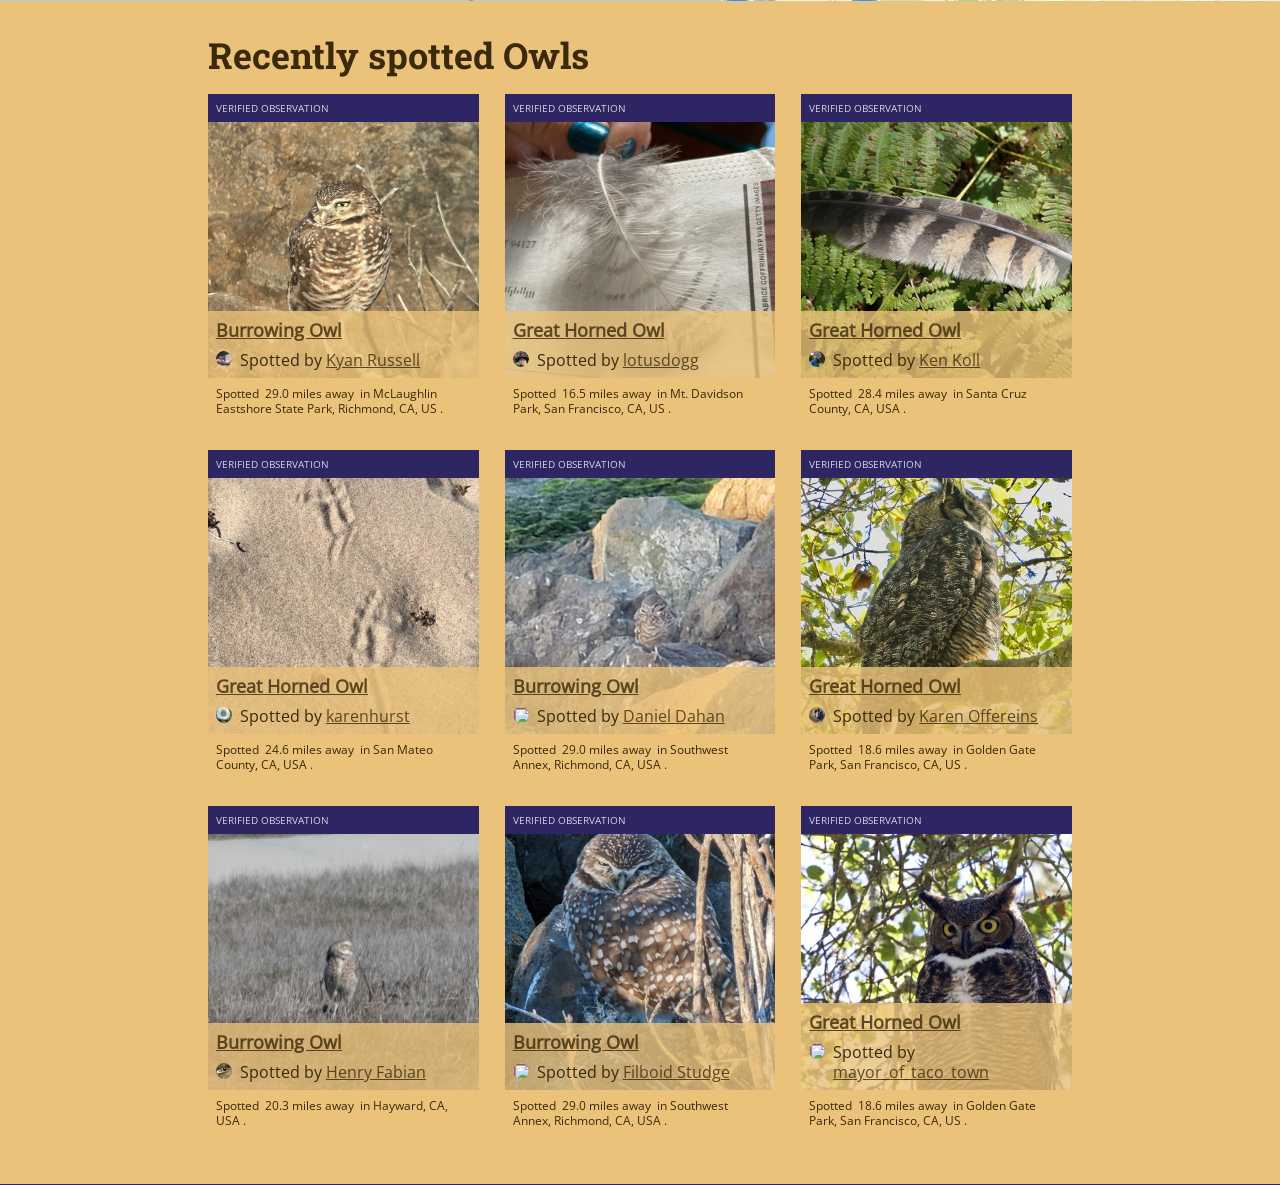 Recently spotted Owls
VERIFIED OBSERVATION
94127
FABRICE COFFRINI/AFP VIA GETTY IMAGES
Burrowing Owl
Spotted by Kyan Russell
Spotted 29.0 miles away in McLaughlin
Eastshore State Park, Richmond, CA, US .
VERIFIED OBSERVATION
Great Horned Owl
Spotted by lotusdogg
Spotted 16.5 miles away in Mt. Davidson
Park, San Francisco, CA, US .
VERIFIED OBSERVATION
Great Horned Owl
Spotted by Ken Koll
Spotted 28.4 miles away in Santa Cruz
County, CA, USA .
VERIFIED OBSERVATION
Great Horned Owl
Spotted by karenhurst
Spotted 24.6 miles away in San Mateo
County, CA, USA .
VERIFIED OBSERVATION
Burrowing Owl
Spotted by Daniel Dahan
Spotted 29.0 miles away in Southwest
Annex, Richmond, CA, USA .
VERIFIED OBSERVATION
Great Horned Owl
Spotted by Karen Offereins
Spotted 18.6 miles away in Golden Gate
Park, San Francisco, CA, US .
VERIFIED OBSERVATION
Burrowing Owl
Spotted by Henry Fabian
Spotted 20.3 miles away in Hayward, CA,
USA .
VERIFIED OBSERVATION
Burrowing Owl
Spotted by Filboid Studge
Spotted 29.0 miles away in Southwest
Annex, Richmond, CA, USA .
VERIFIED OBSERVATION
Great Horned Owl
Spotted by
mayor_of_taco_town
Spotted 18.6 miles away in Golden Gate
Park, San Francisco, CA, US .